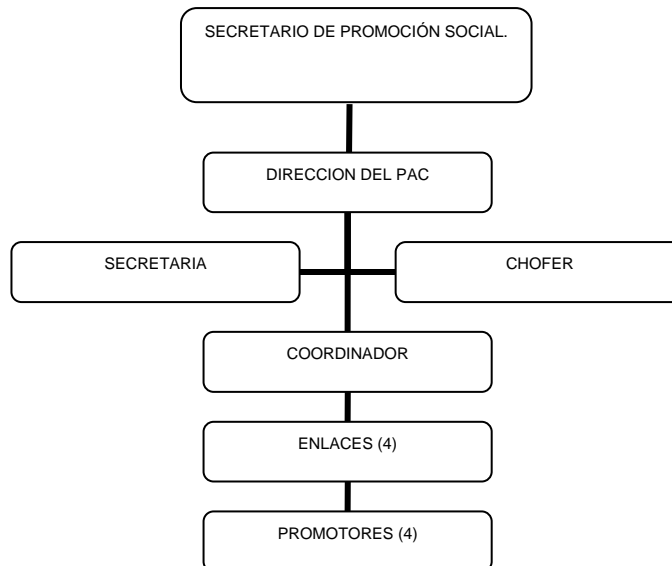 SECRETARIO DE PROMOCIÓN SOCIAL.
DIRECCION DEL PAC
SECRETARIA
CHOFER
COORDINADOR
ENLACES (4)
PROMOTORES (4)